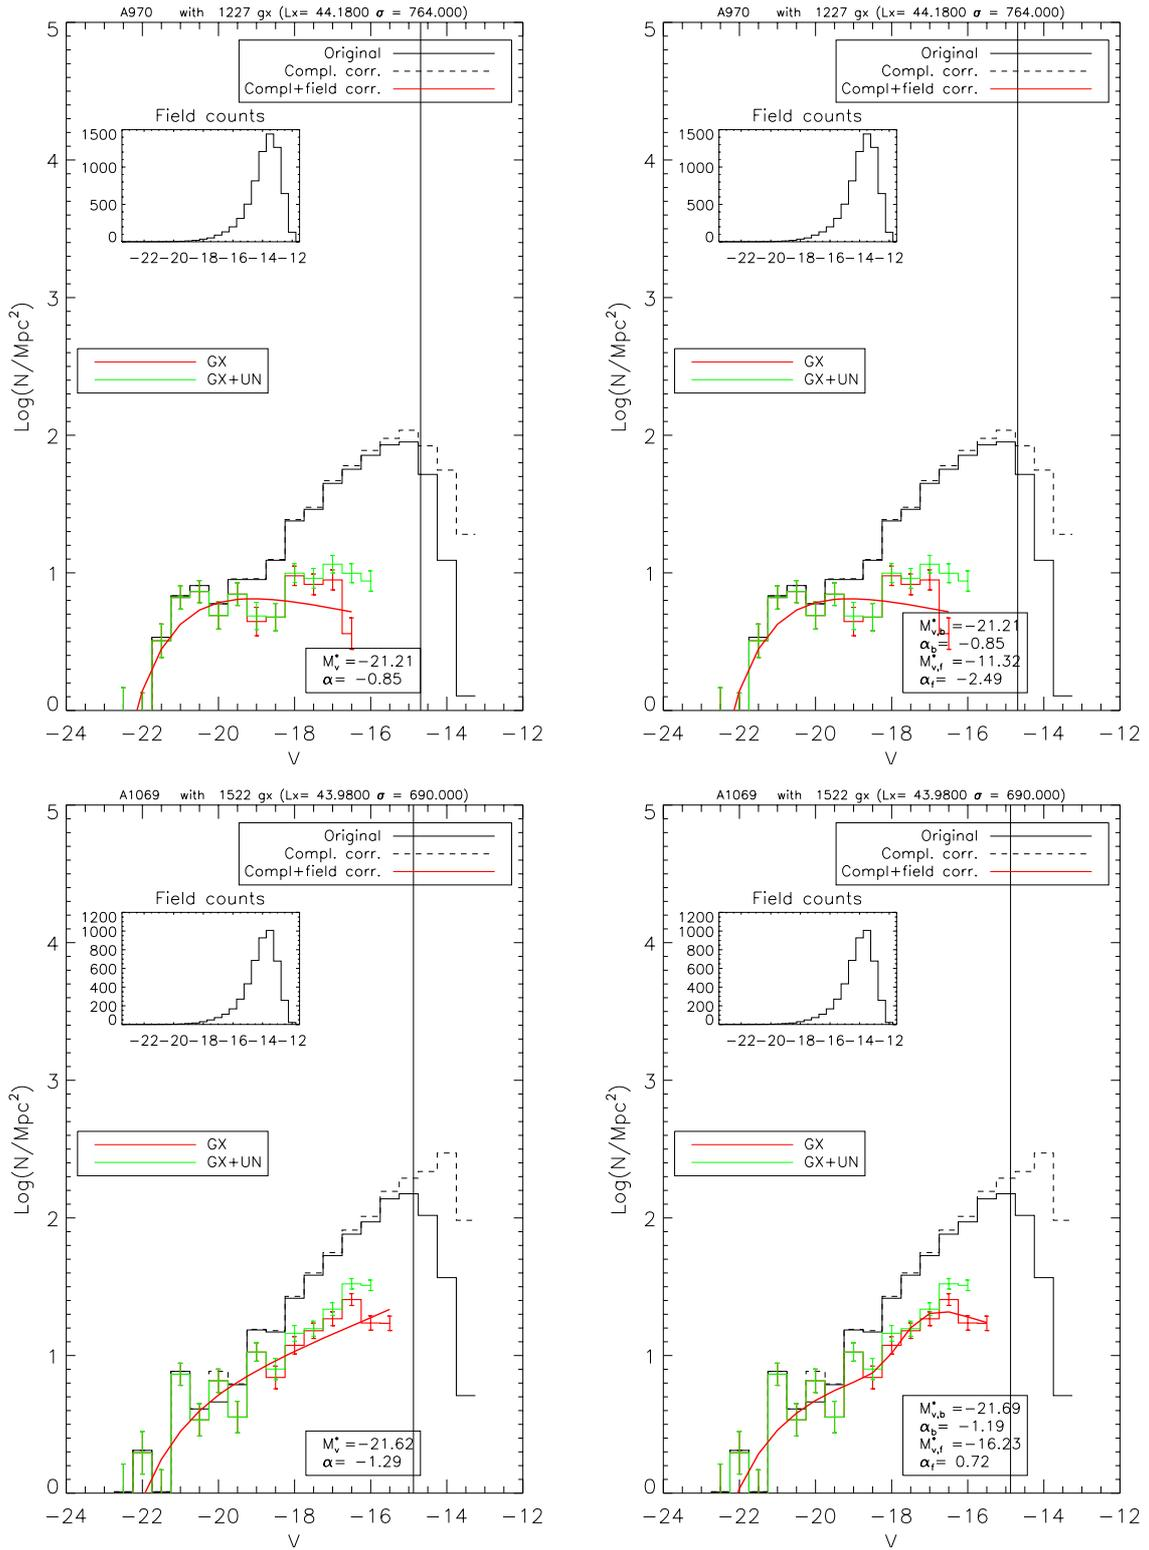 A970 with 1227 gx (Lx= 44.1800 σ = 764.000)
5
Original
Compl. corr.
Compl+field corr.
Field counts
1500
1000
500
0
−22−20−18−16−14−12
4
3
GX
GX+UN
Log(N/Mpc²)
2
1
M*v=−21.21
α= −0.85
0
−24 −22 −20 −18 −16 −14 −12
V
A970 with 1227 gx (Lx= 44.1800 σ = 764.000)
5
Original
Compl. corr.
Compl+field corr.
Field counts
1500
1000
500
0
−22−20−18−16−14−12
4
3
GX
GX+UN
Log(N/Mpc²)
2
1
M*v,b=−21.21
αb= −0.85
M*v,f=−11.32
αf= −2.49
0
−24 −22 −20 −18 −16 −14 −12
V
A1069 with 1522 gx (Lx= 43.9800 σ = 690.000)
5
Original
Compl. corr.
Compl+field corr.
Field counts
1200
1000
800
600
400
200
0
−22−20−18−16−14−12
4
3
GX
GX+UN
Log(N/Mpc²)
2
1
M*v=−21.62
α= −1.29
0
−24 −22 −20 −18 −16 −14 −12
V
A1069 with 1522 gx (Lx= 43.9800 σ = 690.000)
5
Original
Compl. corr.
Compl+field corr.
Field counts
1200
1000
800
600
400
200
0
−22−20−18−16−14−12
4
3
GX
GX+UN
Log(N/Mpc²)
2
1
M*v,b=−21.69
αb= −1.19
M*v,f=−16.23
αf= 0.72
0
−24 −22 −20 −18 −16 −14 −12
V